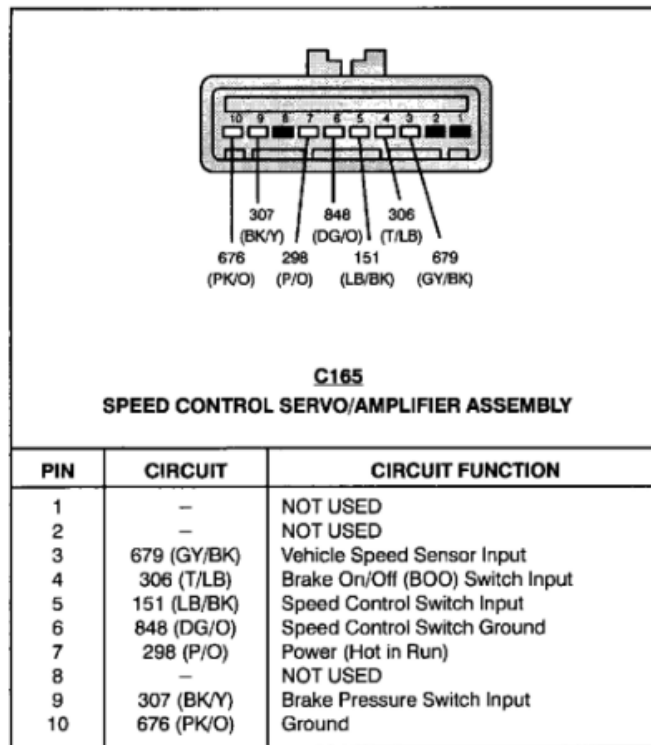 10 9 8 7 6 5 4 3 2 1
307 848 306
(BK/Y) (DG/O) (T/LB)
676 298 151 679
(PK/O) (P/O) (LB/BK) (GY/BK)
C165
SPEED CONTROL SERVO/AMPLIFIER ASSEMBLY
PIN CIRCUIT CIRCUIT FUNCTION
1 – NOT USED
2 – NOT USED
3 679 (GY/BK) Vehicle Speed Sensor Input
4 306 (T/LB) Brake On/Off (BOO) Switch Input
5 151 (LB/BK) Speed Control Switch Input
6 848 (DG/O) Speed Control Switch Ground
7 298 (P/O) Power (Hot in Run)
8 – NOT USED
9 307 (BK/Y) Brake Pressure Switch Input
10 676 (PK/O) Ground